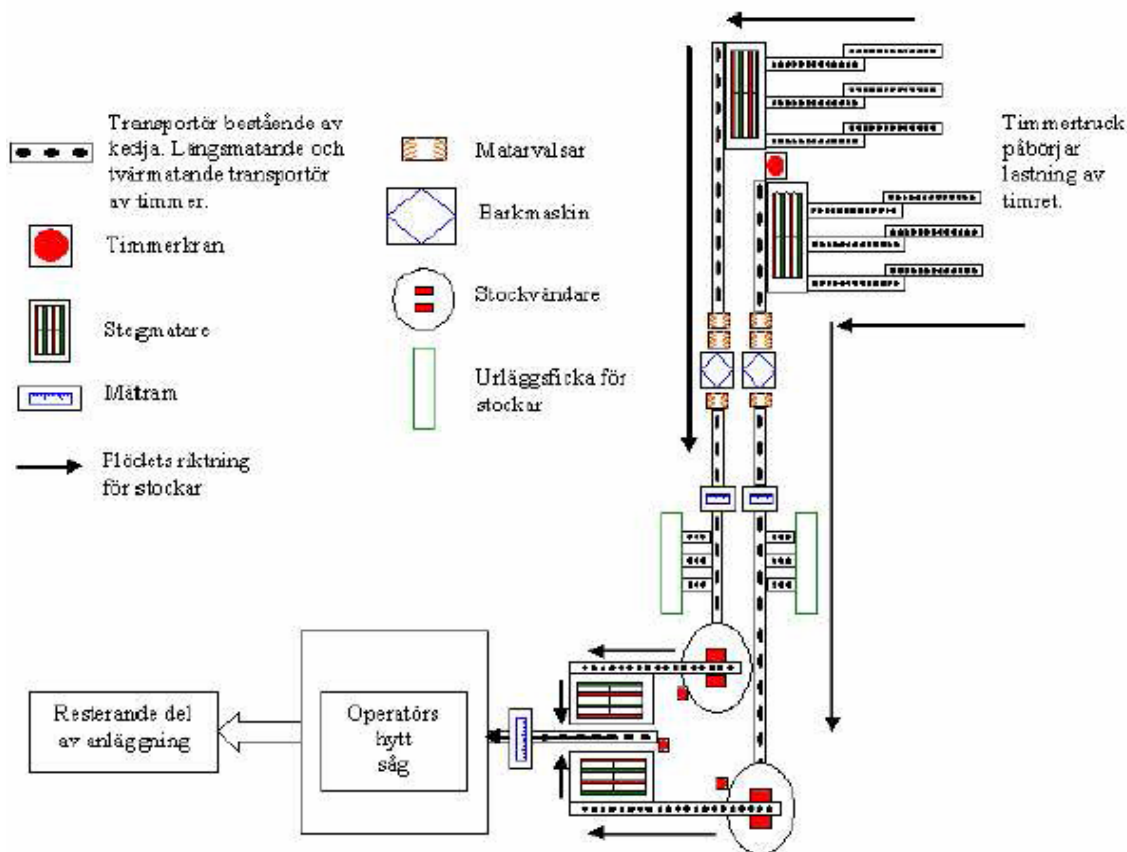 Transportör bestående av
kedja. Längsmatande och
tvärmatande transportör
av timmer.
Timmerkran
Stegmatare
Mätram
Flödets riktning
för stockar
Matarvalsar
Barkmaskin
Stockvändare
Urläggsficka för
stockar
Timmertruck
påbörjar
lastning av
timret.
Resterande del
av anläggning
Operatörs
hytt
såg